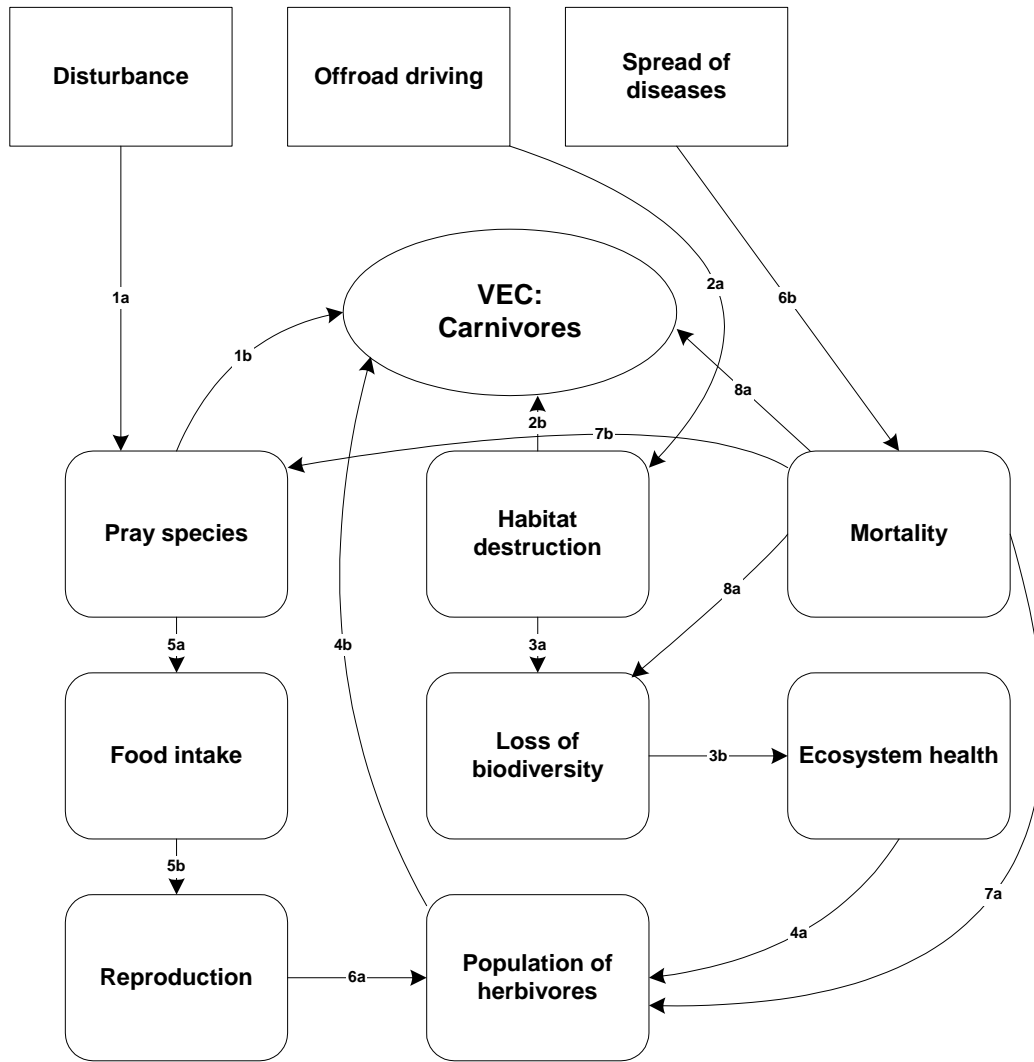 Disturbance
Offroad driving
Spread of
diseases
1a
2a
6b
VEC:
Carnivores
1b
8a
2b
7b
Pray species
Habitat
destruction
Mortality
8a
5a
4b
3a
Food intake
Loss of
biodiversity
3b
Ecosystem health
5b
7a
4a
Reproduction
6a
Population of
herbivores